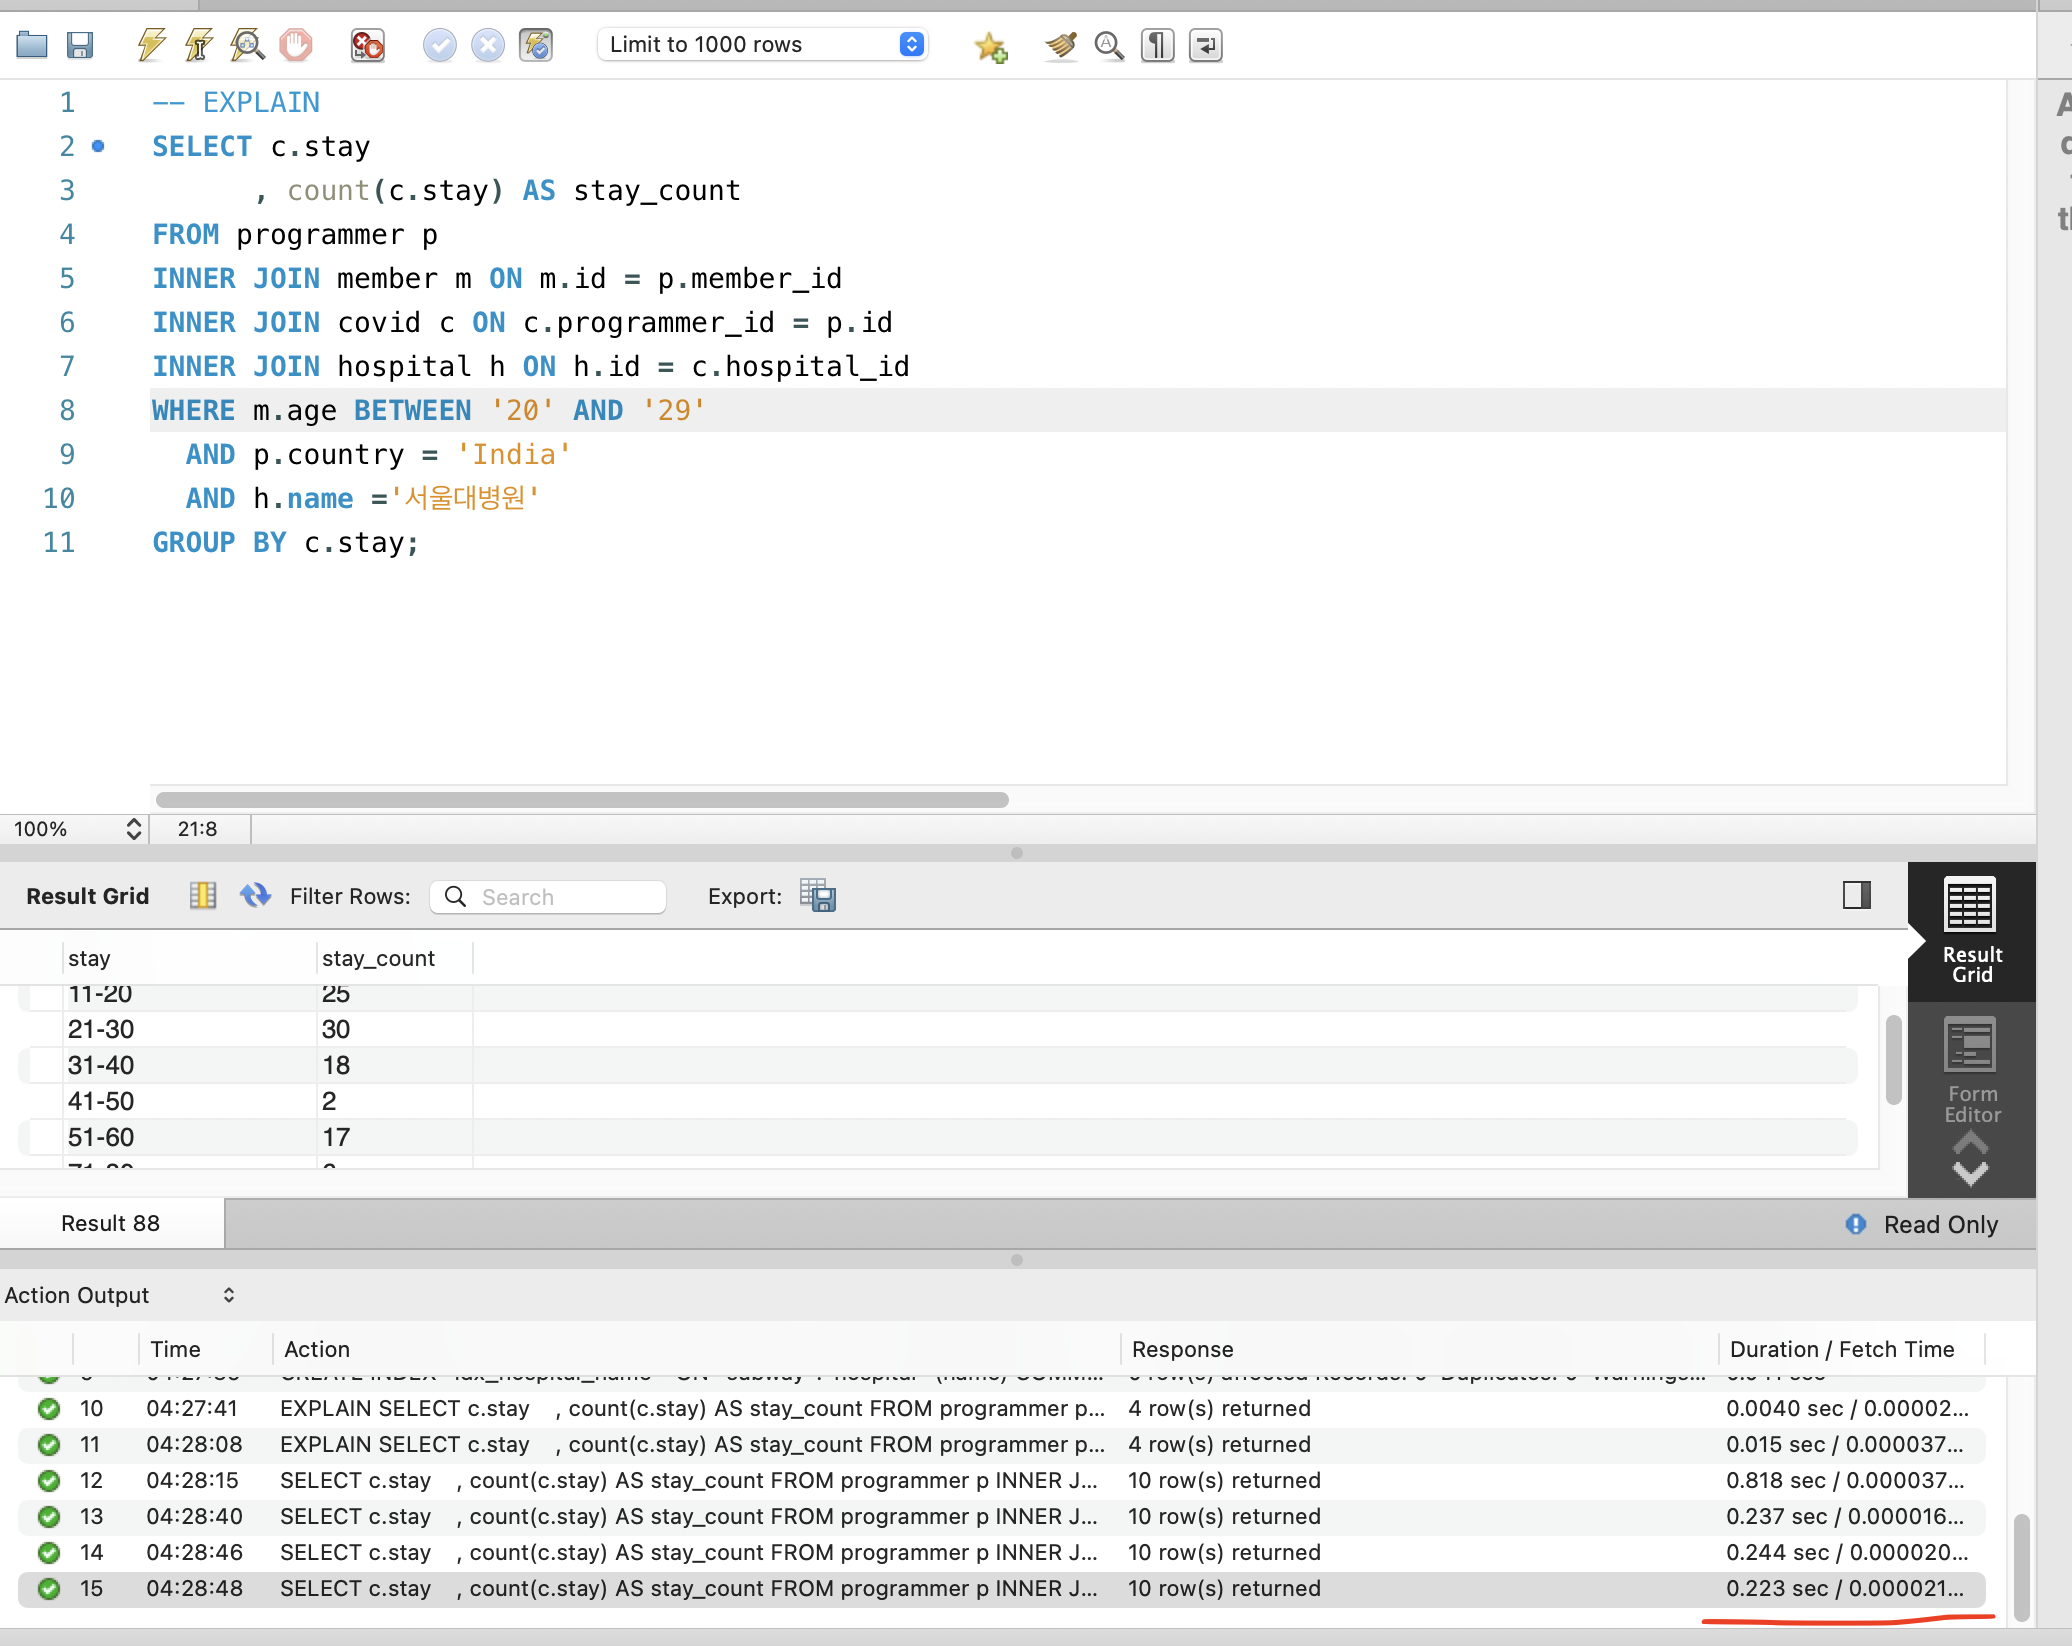 Limit to 1000 rows
1 -- EXPLAIN
2 SELECT c.stay
3 , count(c.stay) AS stay_count
4 FROM programmer p
5 INNER JOIN member m ON m.id = p.member_id
6 INNER JOIN covid c ON c.programmer_id = p.id
7 INNER JOIN hospital h ON h.id = c.hospital_id
8 WHERE m.age BETWEEN '20' AND '29'
9 AND p.country = 'India'
10 AND h.name ='서울대병원'
11 GROUP BY c.stay;
100% 21:8
Result Grid Filter Rows: Search Export:
Result Grid
Form Editor
stay stay_count
11-20 25
21-30 30
31-40 18
41-50 2
51-60 17
Result 88 Read Only
Action Output
Time Action Response Duration / Fetch Time
10 04:27:41 EXPLAIN SELECT c.stay , count(c.stay) AS stay_count FROM programmer p... 4 row(s) returned 0.0040 sec / 0.00002...
11 04:28:08 EXPLAIN SELECT c.stay , count(c.stay) AS stay_count FROM programmer p... 4 row(s) returned 0.015 sec / 0.000037...
12 04:28:15 SELECT c.stay , count(c.stay) AS stay_count FROM programmer p INNER J... 10 row(s) returned 0.818 sec / 0.000037...
13 04:28:40 SELECT c.stay , count(c.stay) AS stay_count FROM programmer p INNER J... 10 row(s) returned 0.237 sec / 0.000016...
14 04:28:46 SELECT c.stay , count(c.stay) AS stay_count FROM programmer p INNER J... 10 row(s) returned 0.244 sec / 0.000020...
15 04:28:48 SELECT c.stay , count(c.stay) AS stay_count FROM programmer p INNER J... 10 row(s) returned 0.223 sec / 0.000021...